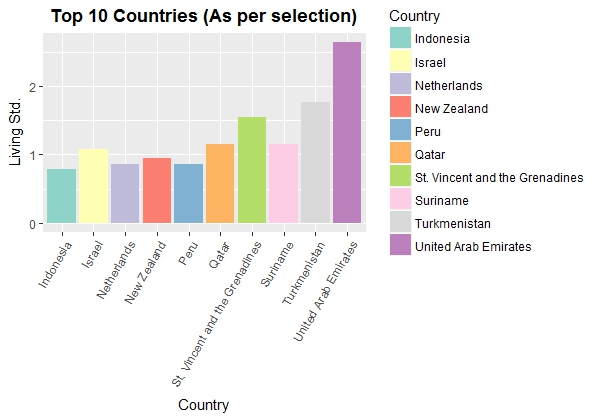 Top 10 Countries (As per selection)
Living Std.
2
1
0
Indonesia
Israel
Netherlands
New Zealand
Peru
Qatar
St. Vincent and the Grenadines
Suriname
Turkmenistan
United Arab Emirates
Country
Country
Indonesia
Israel
Netherlands
New Zealand
Peru
Qatar
St. Vincent and the Grenadines
Suriname
Turkmenistan
United Arab Emirates